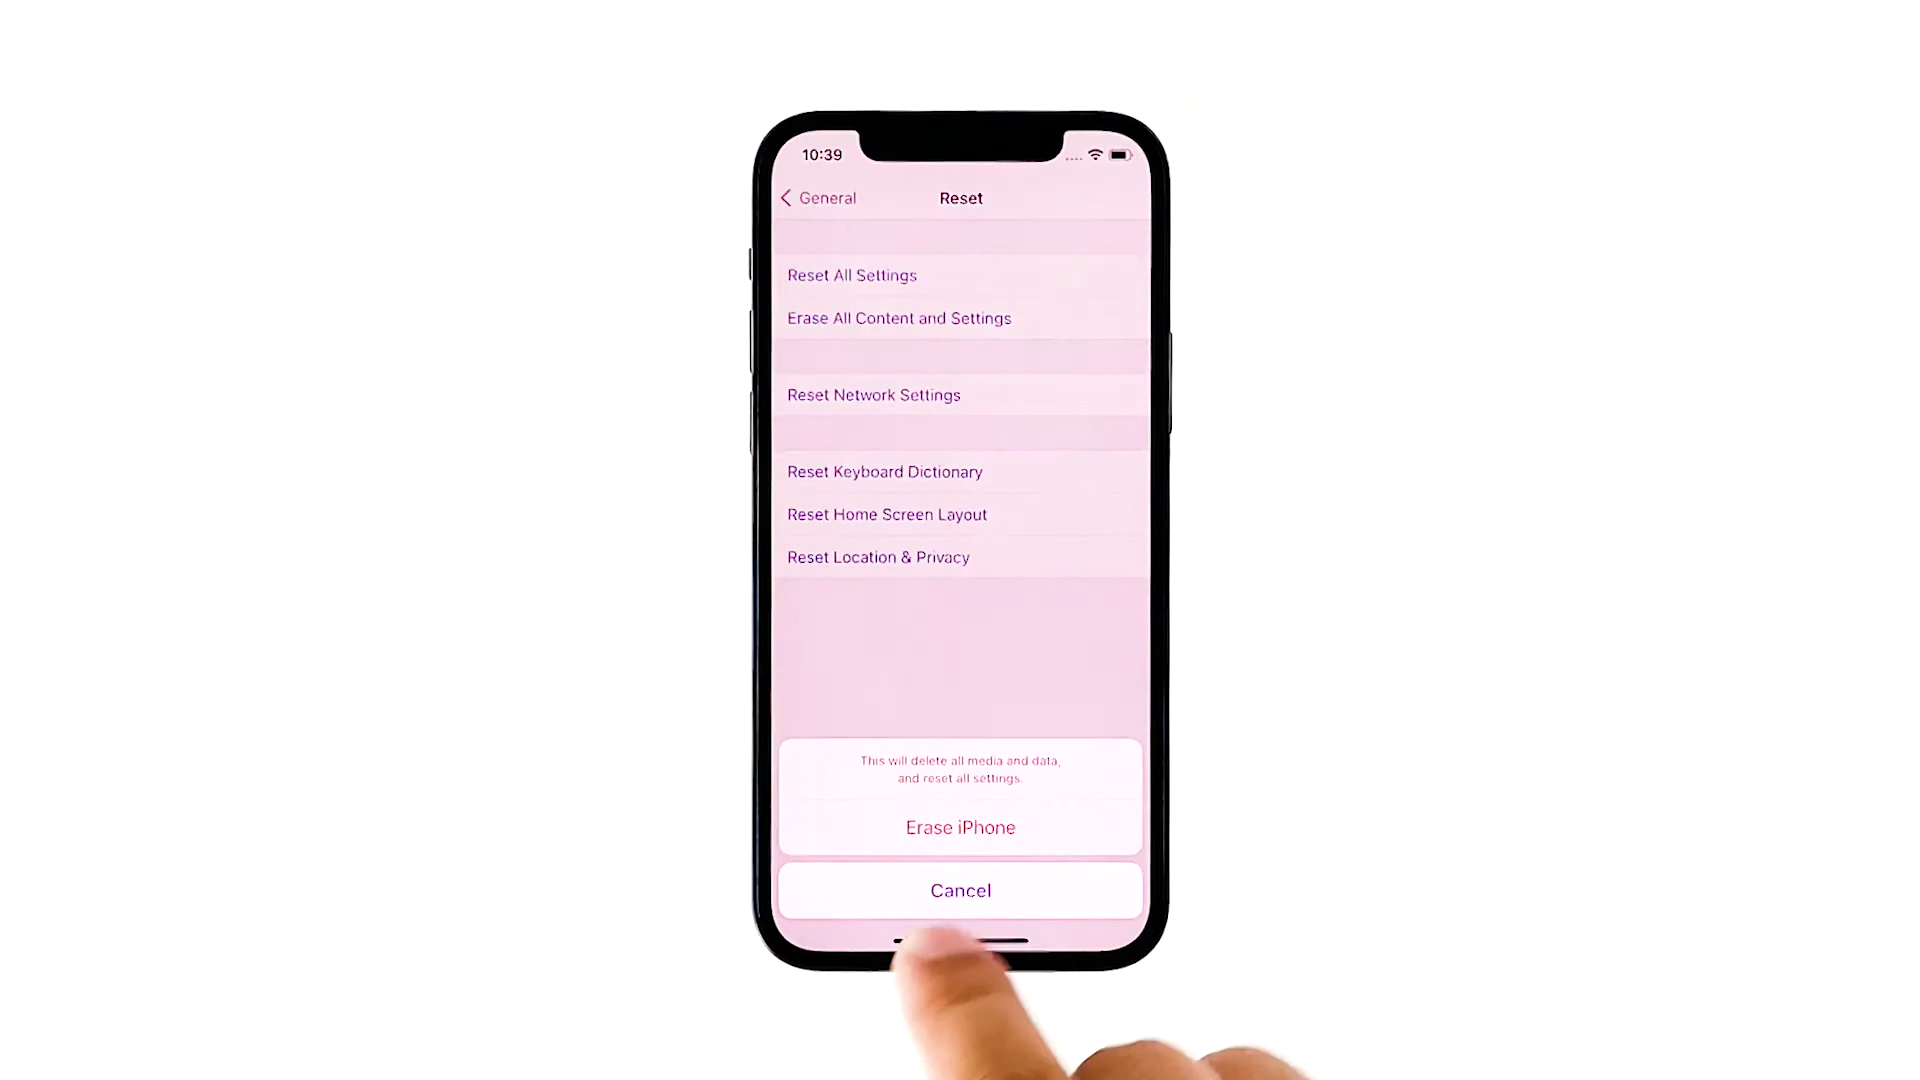 10:39
General
Reset
Reset All Settings
Erase All Content and Settings
Reset Network Settings
Reset Keyboard Dictionary
Reset Home Screen Layout
Reset Location & Privacy
This will delete all media and data,
and reset all settings.
Erase iPhone
Cancel